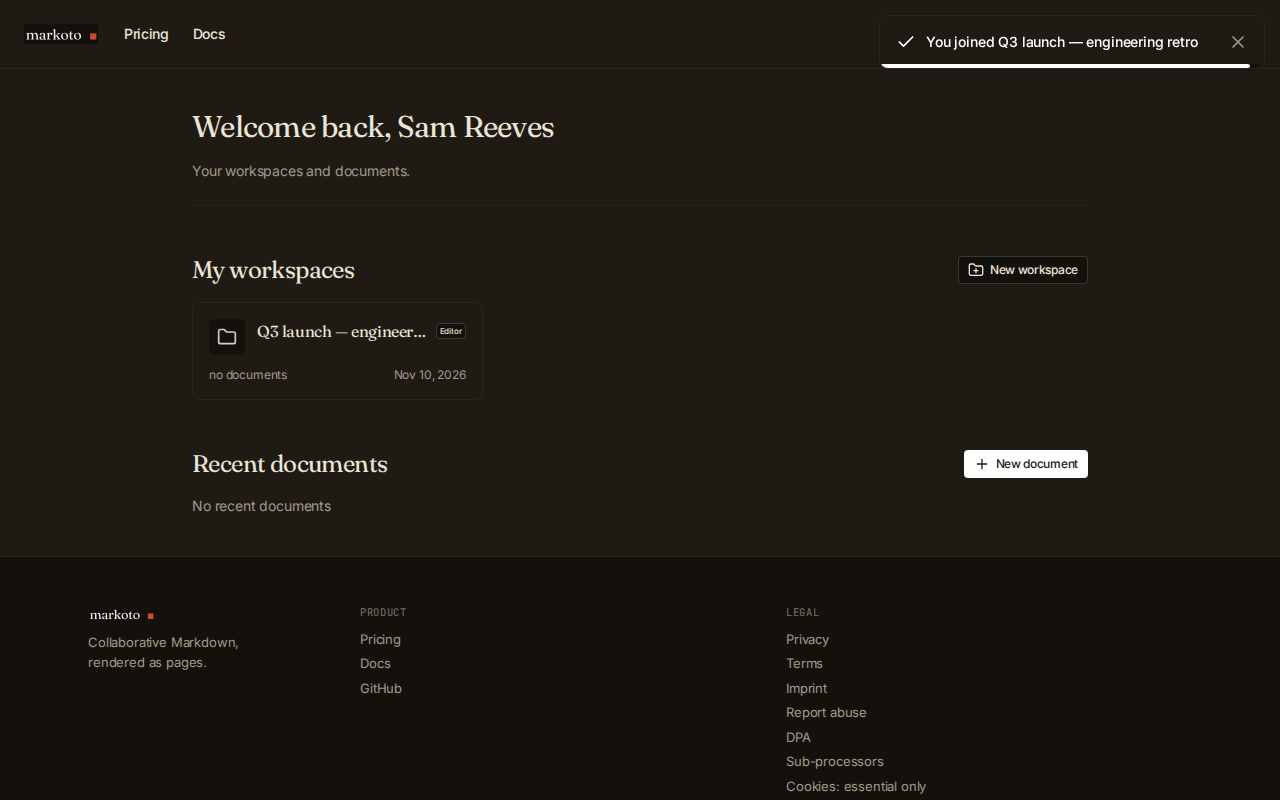 markoto
Pricing
Docs
You joined Q3 launch — engineering retro
Welcome back, Sam Reeves
Your workspaces and documents.
My workspaces
New workspace
Q3 launch — engineer...
Editor
no documents
Nov 10, 2026
Recent documents
New document
No recent documents
markoto
Collaborative Markdown,
rendered as pages.
PRODUCT
Pricing
Docs
GitHub
LEGAL
Privacy
Terms
Imprint
Report abuse
DPA
Sub-processors
Cookies: essential only